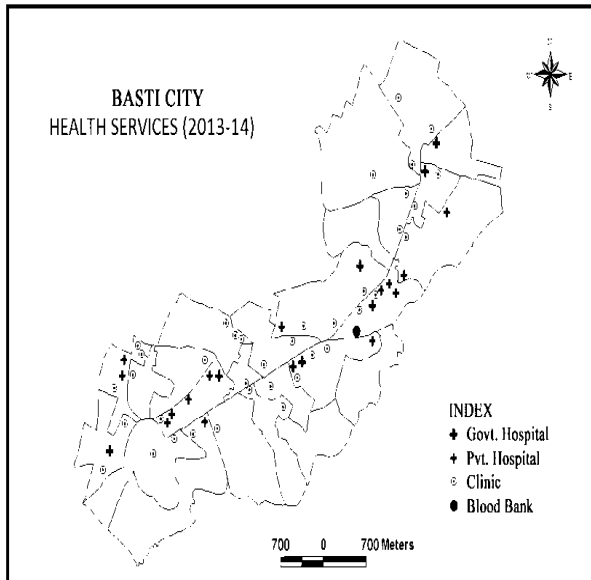 BASTI CITY
HEALTH SERVICES (2013-14)
E
S
INDEX
Govt. Hospital
Pvt. Hospital
Clinic
Blood Bank
700 0 700 Meters